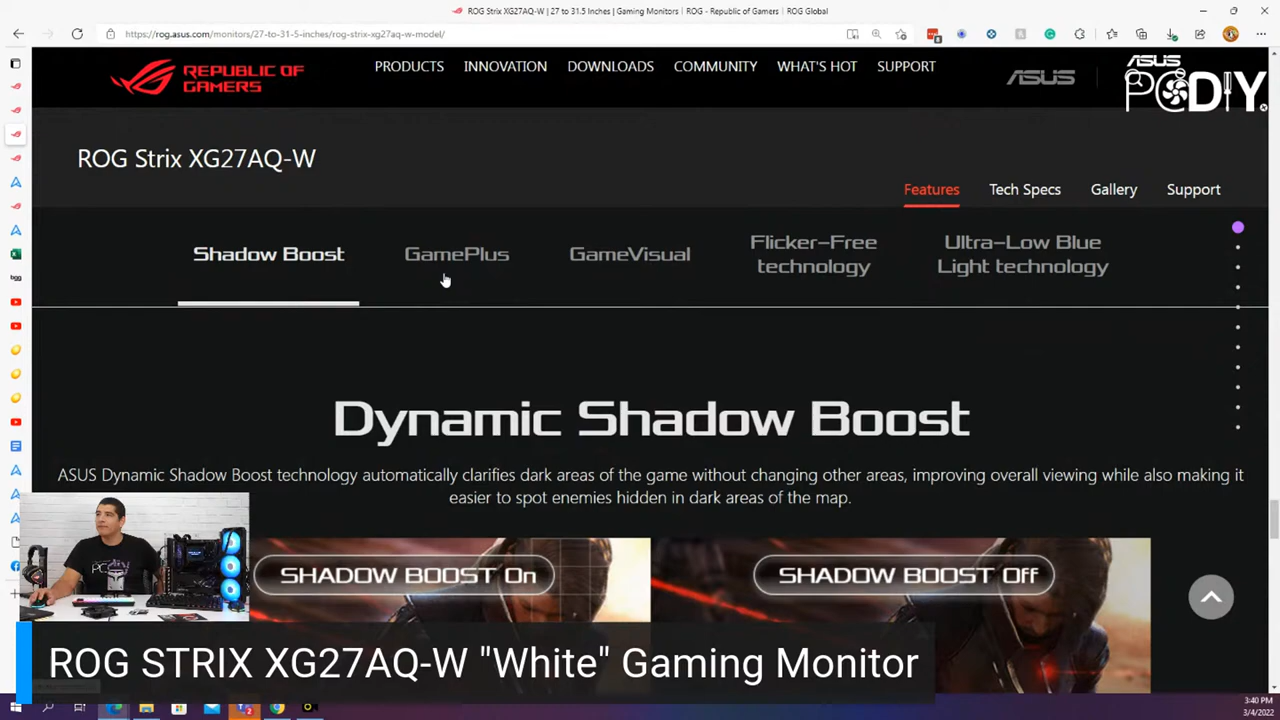 ROG Strix XG27AQ-W | 27 to 31.5 Inches | Gaming Monitors | ROG - Republic of Gamers | ROG Global
https://rog.asus.com/monitors/27-to-31-5-inches/rog-strix-xg27aq-w-model/
REPUBLIC OF
GAMERS
PRODUCTS INNOVATION DOWNLOADS COMMUNITY WHAT'S HOT SUPPORT
ASUS
ASUS
PCDIY.
ROG Strix XG27AQ-W
Features Tech Specs Gallery Support
Shadow Boost
GamePlus
GameVisual
Flicker-Free
technology
Ultra-Low Blue
Light technology
Dynamic Shadow Boost
ASUS Dynamic Shadow Boost technology automatically clarifies dark areas of the game without changing other areas, improving overall viewing while also making it
easier to spot enemies hidden in dark areas of the map.
SHADOW BOOST On
SHADOW BOOST Off
bgg
PC
ROG STRIX XG27AQ-W "White" Gaming Monitor
3:40 PM
3/4/2022